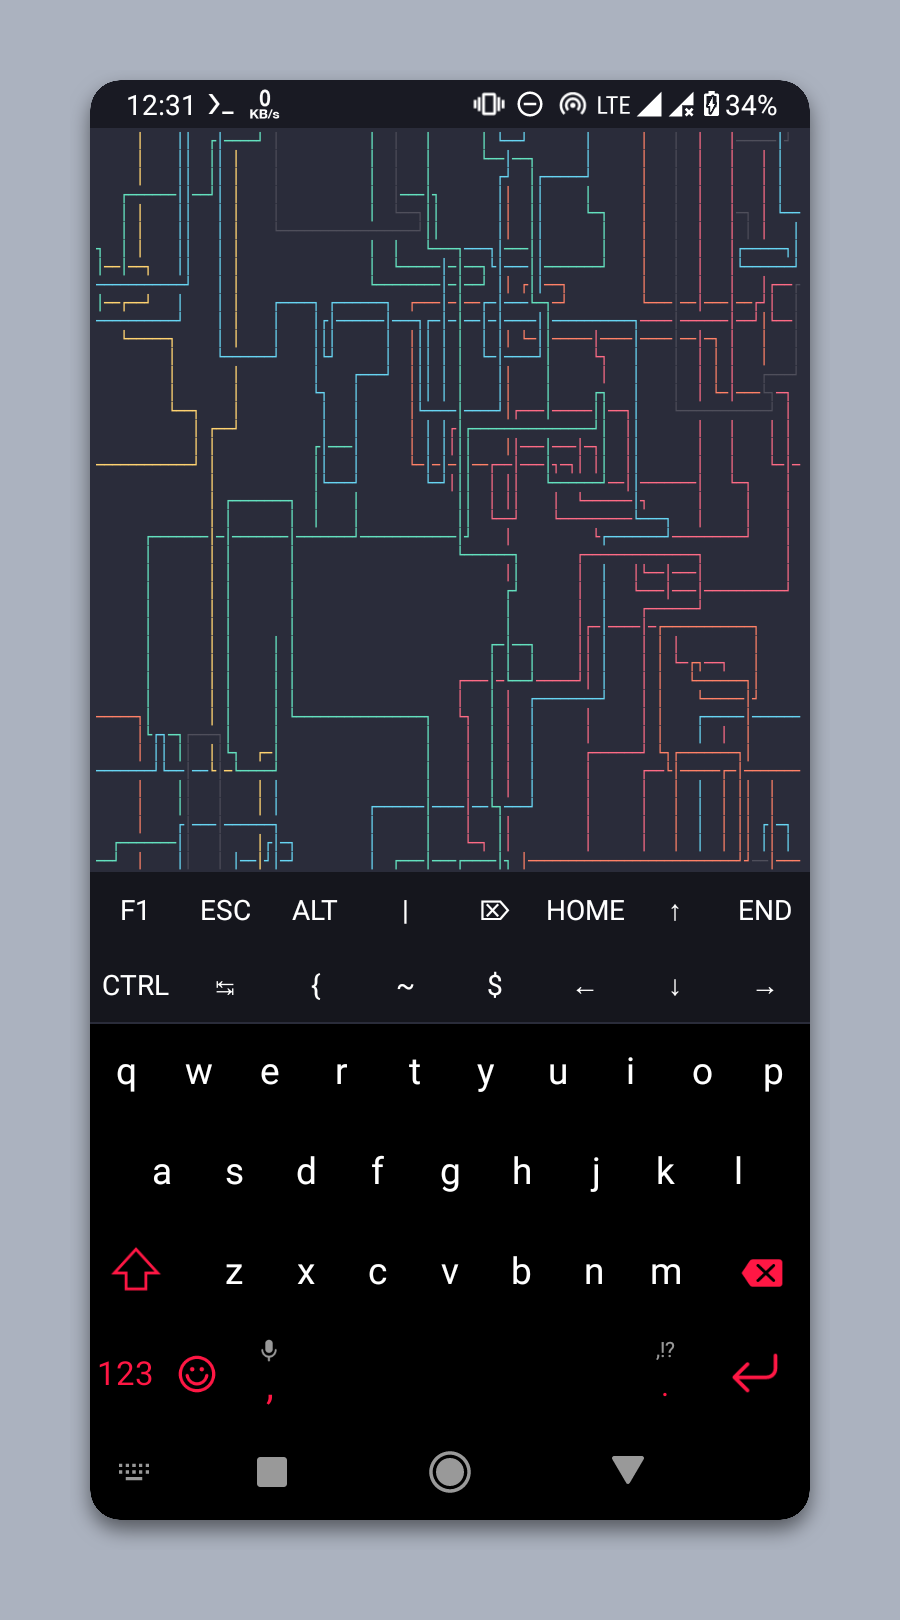 12:31 0 KB/s LTE 34%
F1 ESC ALT | ⌦ HOME ↑ END
CTRL ↹ { ~ $ ← ↓ →
q w e r t y u i o p
a s d f g h j k l
z x c v b n m
,!?
123 , .